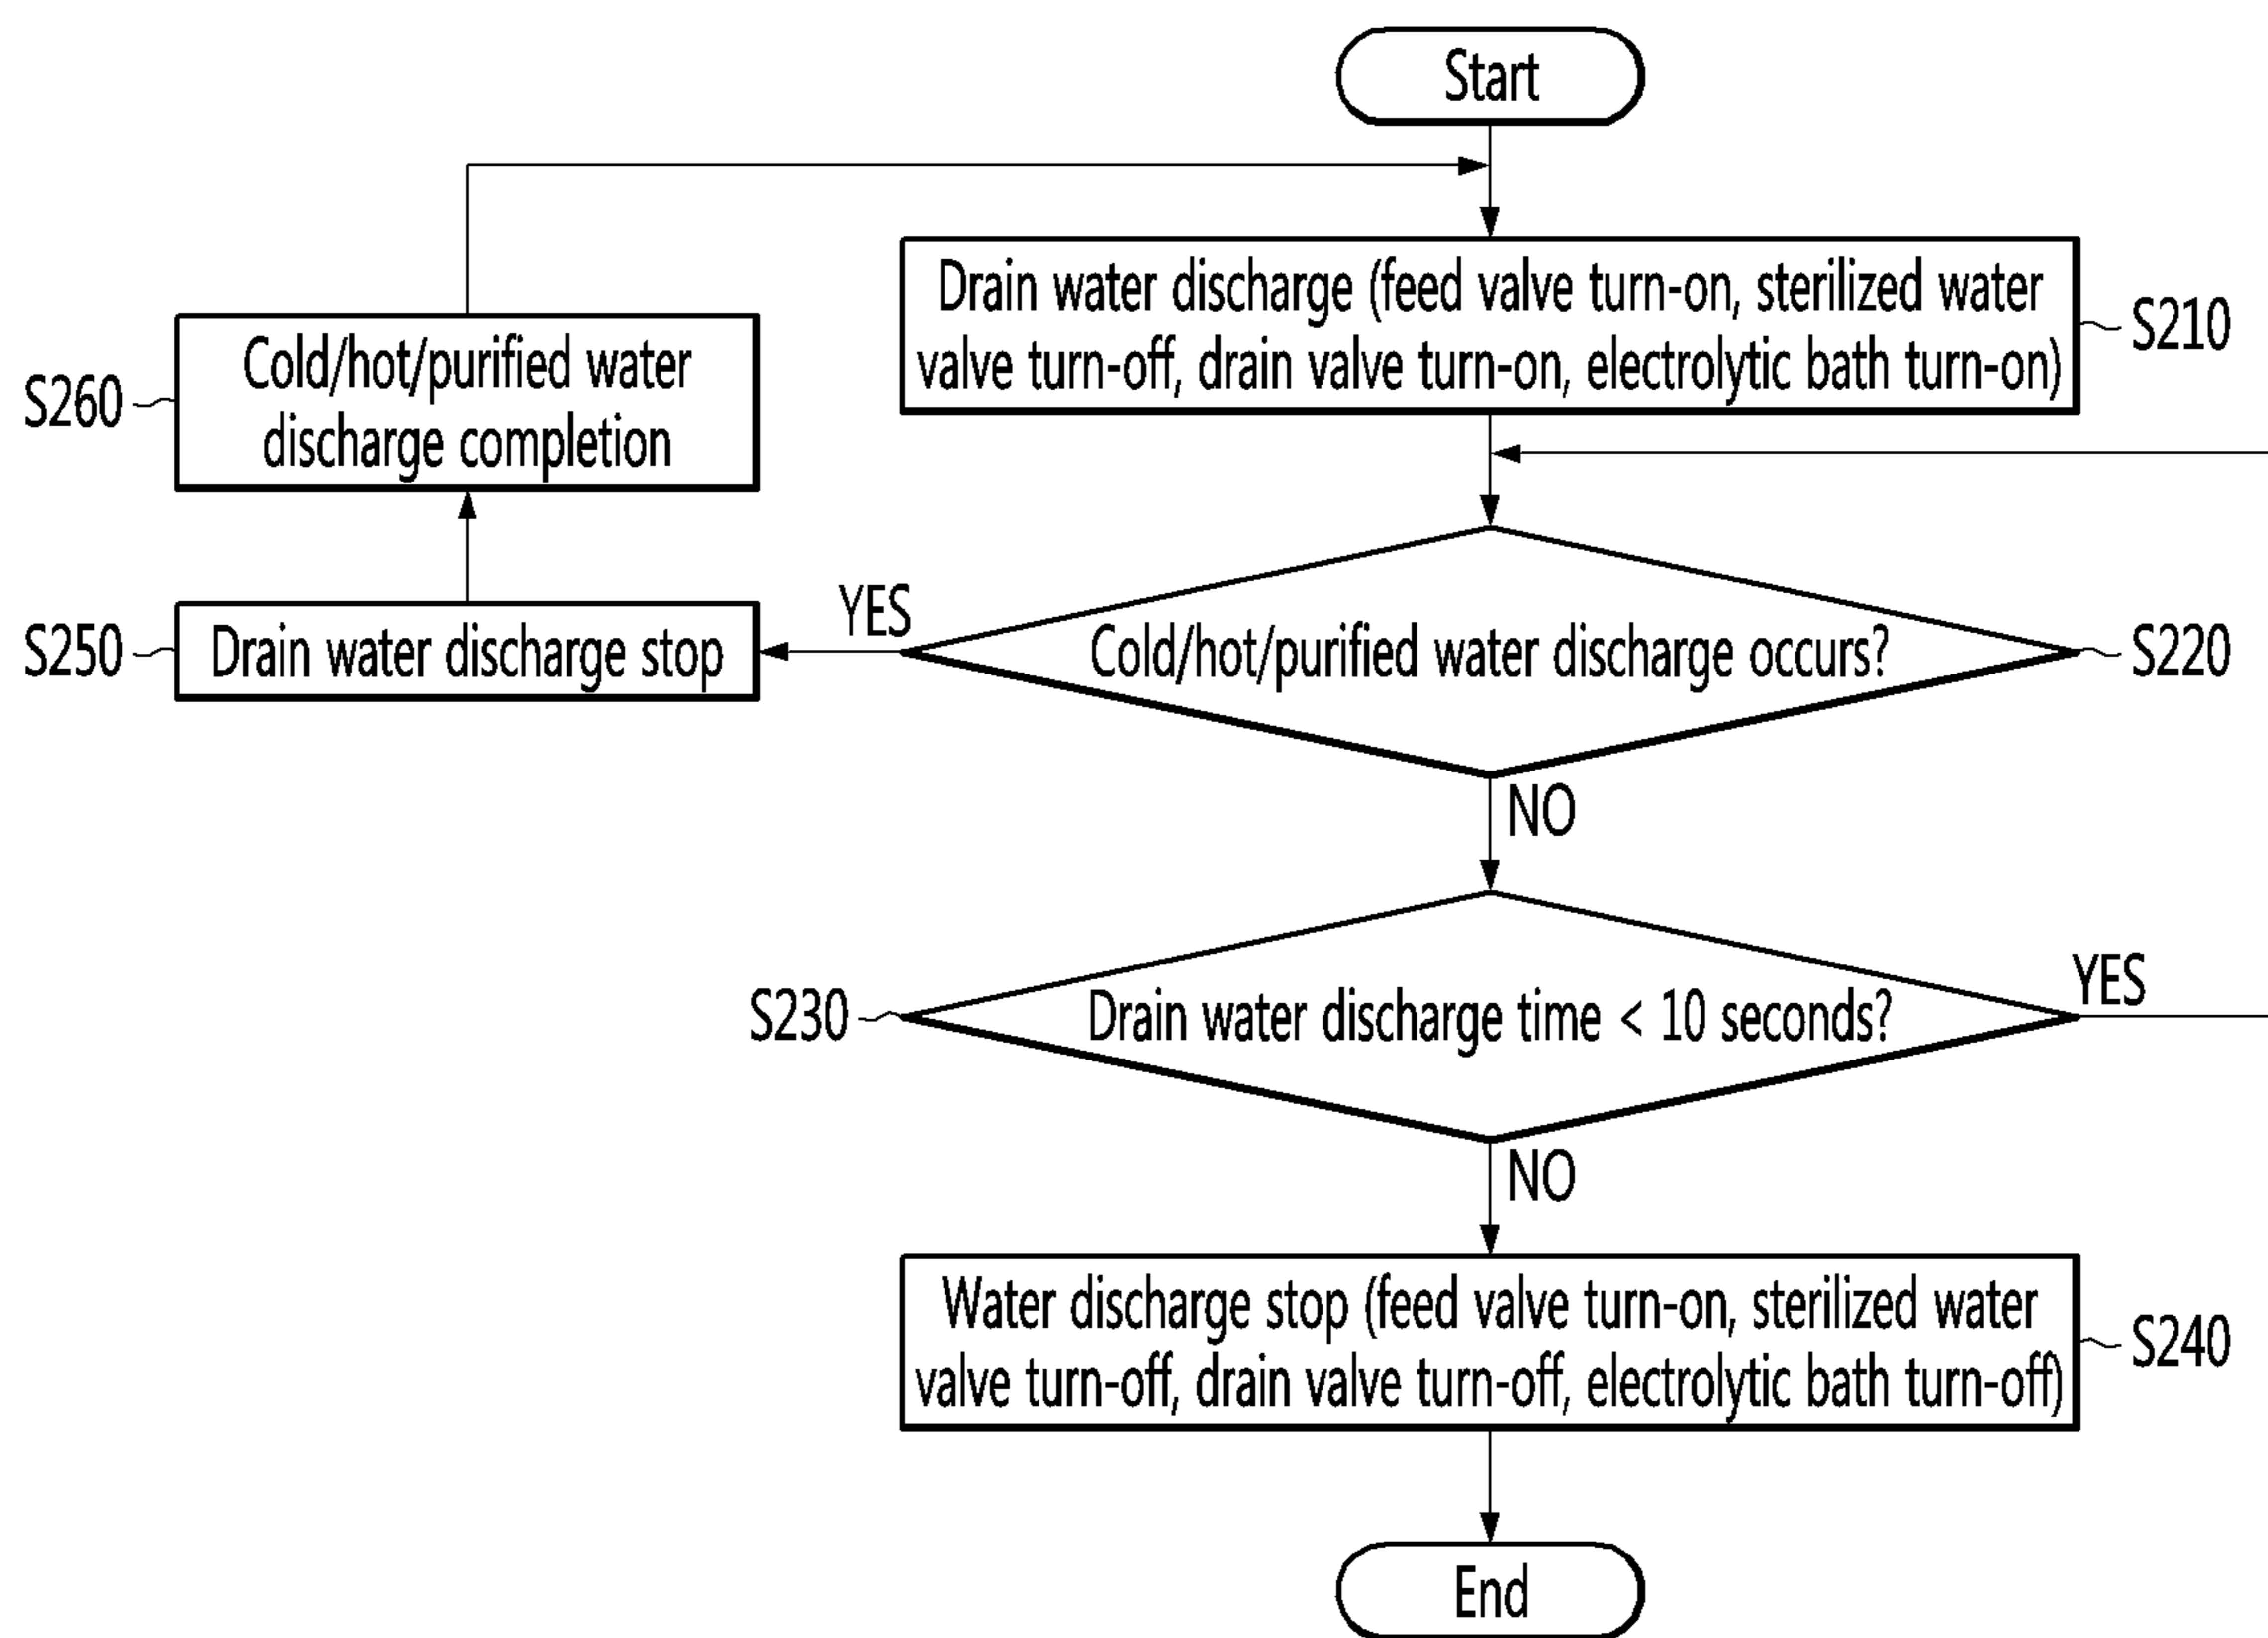 Start
Drain water discharge (feed valve turn-on, sterilized water
valve turn-off, drain valve turn-on, electrolytic bath turn-on)
S210
Cold/hot/purified water
discharge completion
S260
Cold/hot/purified water discharge occurs?
S220
YES
Drain water discharge stop
S250
NO
Drain water discharge time < 10 seconds?
S230
YES
NO
Water discharge stop (feed valve turn-on, sterilized water
valve turn-off, drain valve turn-off, electrolytic bath turn-off)
S240
End